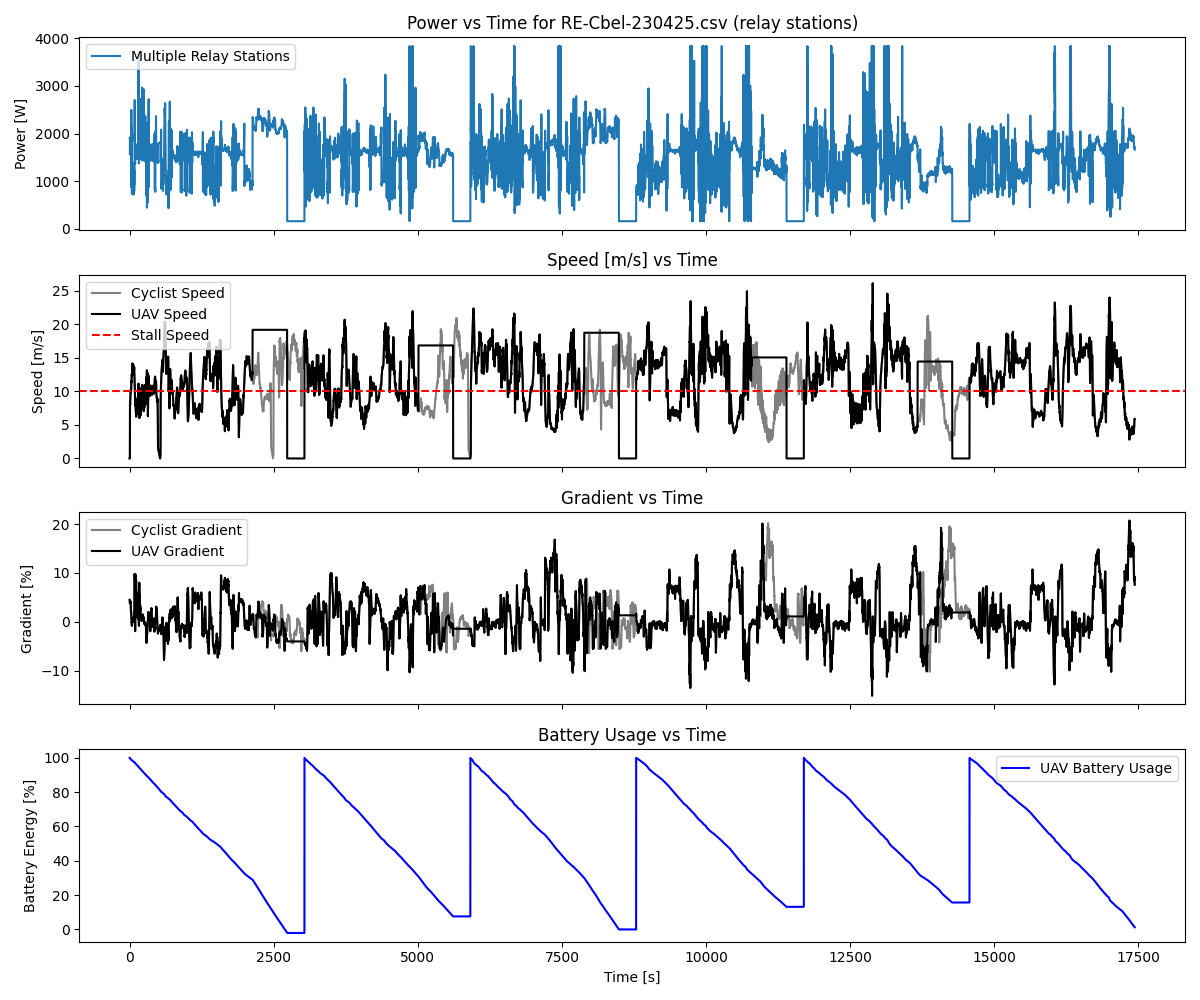 Power vs Time for RE-Cbel-230425.csv (relay stations)
Multiple Relay Stations
Power [W]
4000
3000
2000
1000
0
Speed [m/s] vs Time
Cyclist Speed
UAV Speed
Stall Speed
Speed [m/s]
25
20
15
10
5
0
Gradient vs Time
Cyclist Gradient
UAV Gradient
Gradient [%]
20
10
0
−10
Battery Usage vs Time
UAV Battery Usage
Battery Energy [%]
100
80
60
40
20
0
0 2500 5000 7500 10000 12500 15000 17500
Time [s]